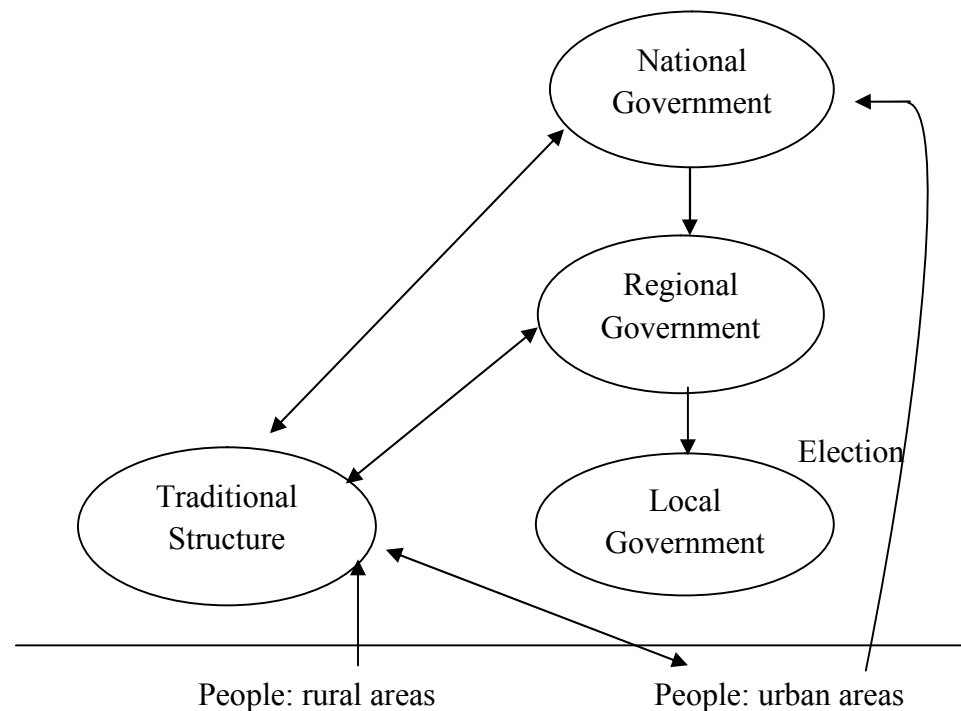 National
Government
Regional
Government
Election
Traditional
Structure
Local
Government
People: rural areas
People: urban areas